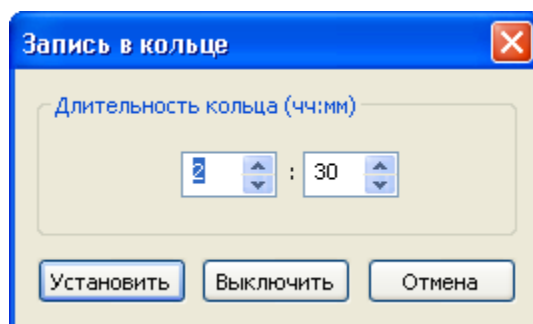 Запись в кольце
Длительность кольца (чч:мм)
2 : 30
Установить Выключить Отмена